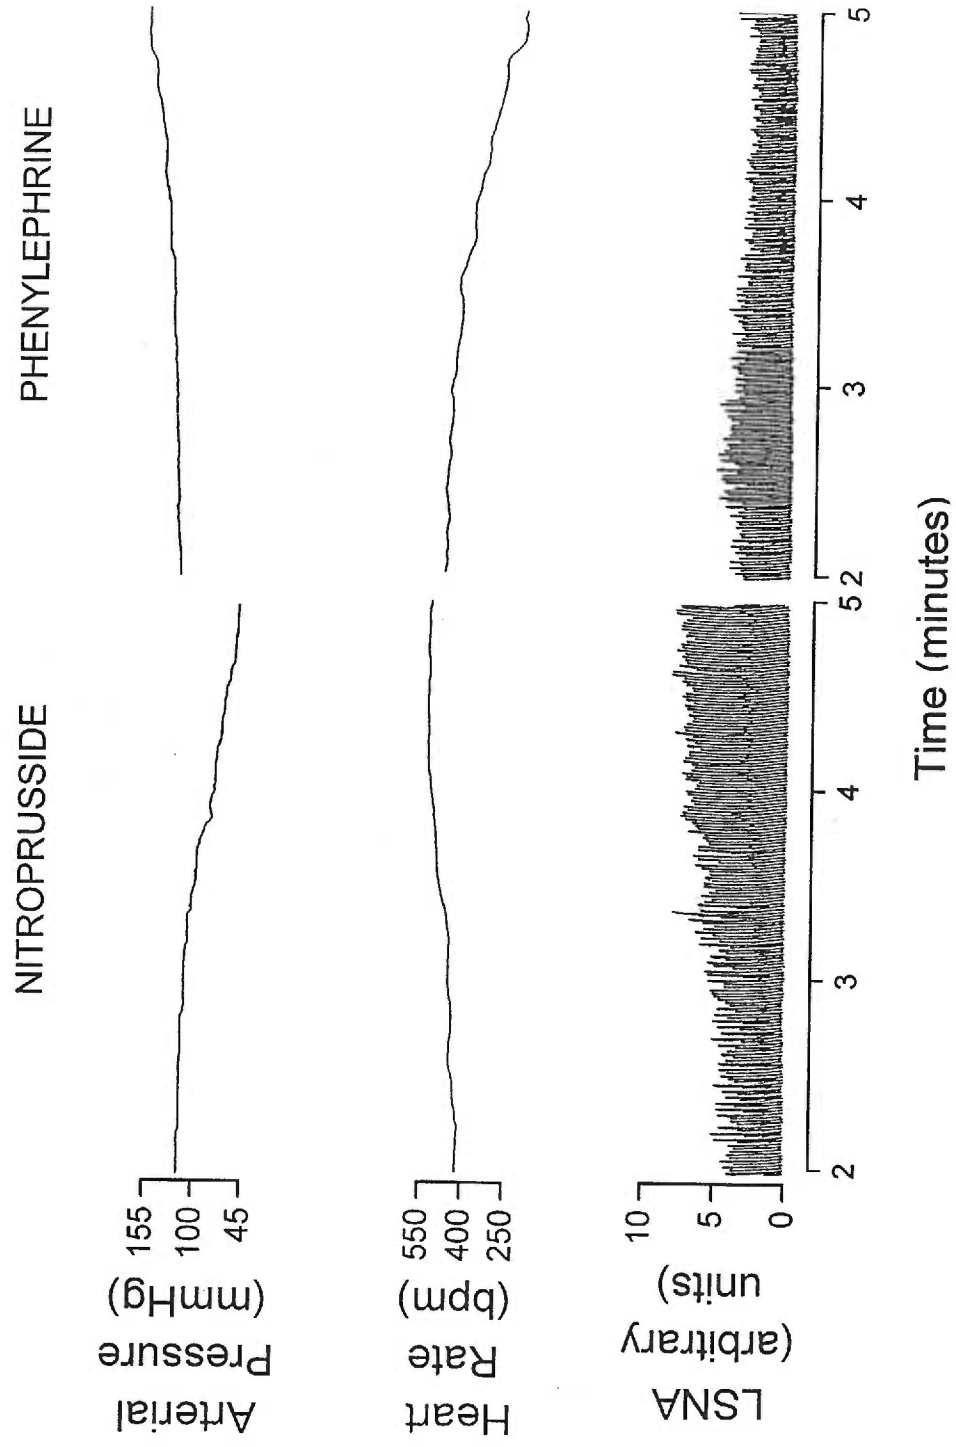 NITROPRUSSIDE
PHENYLEPHRINE
Arterial
Pressure
(mmHg)
155
100
45
Heart
Rate
(bpm)
550
400
250
LSNA
(arbitrary
units)
10
5
0
2 3 4 5
2 3 4 5
Time (minutes)